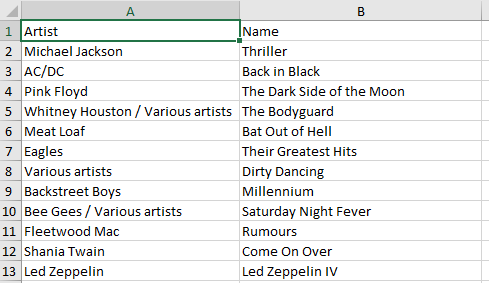 A B
1 Artist Name
2 Michael Jackson Thriller
3 AC/DC Back in Black
4 Pink Floyd The Dark Side of the Moon
5 Whitney Houston / Various artists The Bodyguard
6 Meat Loaf Bat Out of Hell
7 Eagles Their Greatest Hits
8 Various artists Dirty Dancing
9 Backstreet Boys Millennium
10 Bee Gees / Various artists Saturday Night Fever
11 Fleetwood Mac Rumours
12 Shania Twain Come On Over
13 Led Zeppelin Led Zeppelin IV